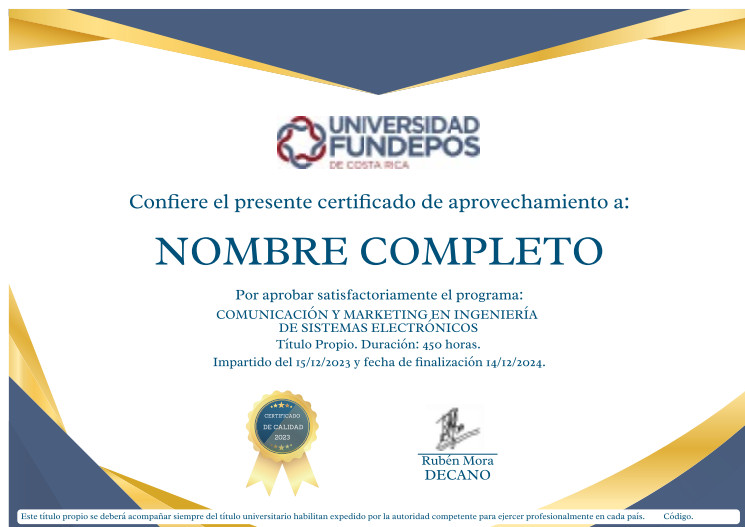 UNIVERSIDAD
FUNDEPOS
DE COSTA RICA
Confiere el presente certificado de aprovechamiento a:
NOMBRE COMPLETO
Por aprobar satisfactoriamente el programa:
COMUNICACIÓN Y MARKETING EN INGENIERÍA
DE SISTEMAS ELECTRÓNICOS
Título Propio. Duración: 450 horas.
Impartido del 15/12/2023 y fecha de finalización 14/12/2024.
CERTIFICADO
DE CALIDAD
2023
Rubén Mora
DECANO
Este título propio se deberá acompañar siempre del título universitario habilitan expedido por la autoridad competente para ejercer profesionalmente en cada país. Código.